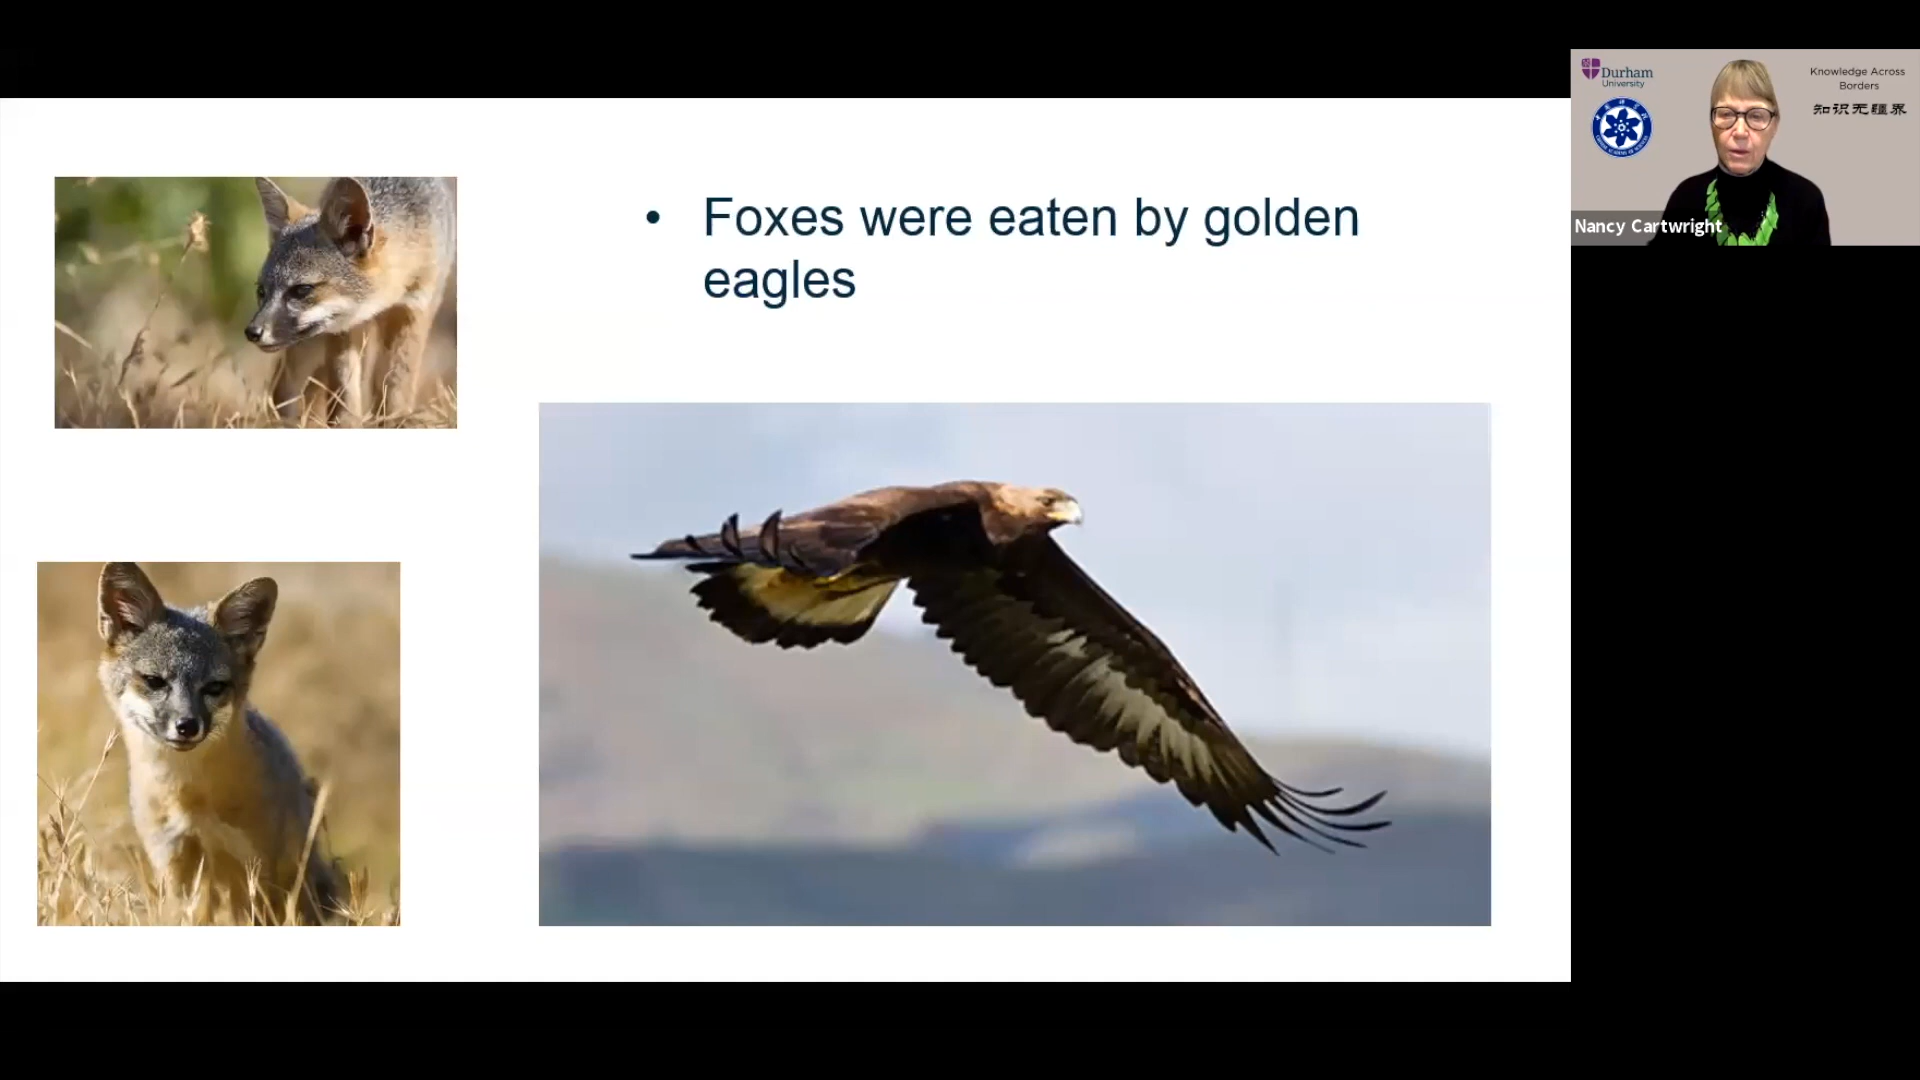 • Foxes were eaten by golden
eagles
Durham
University
Knowledge Across
Borders
知识无疆界
Nancy Cartwright